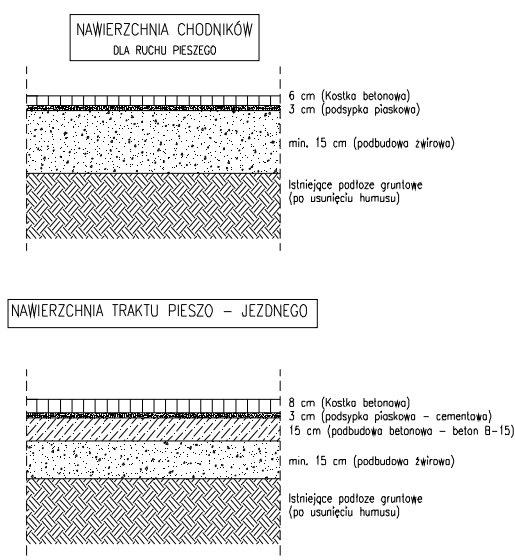 NAWIERZCHNIA CHODNIKÓW
DLA RUCHU PIESZEGO
6 cm (Kostka betonowa)
3 cm (podsypka piaskowa)
min. 15 cm (podbudowa żwirowa)
Istniejące podłoże gruntowe
(po usunięciu humusu)
NAWIERZCHNIA TRAKTU PIESZO - JEZDNEGO
8 cm (Kostka betonowa)
3 cm (podsypka piaskowa - cementowa)
15 cm (podbudowa betonowa - beton B-15)
min. 15 cm (podbudowa żwirowa)
Istniejące podłoże gruntowe
(po usunięciu humusu)